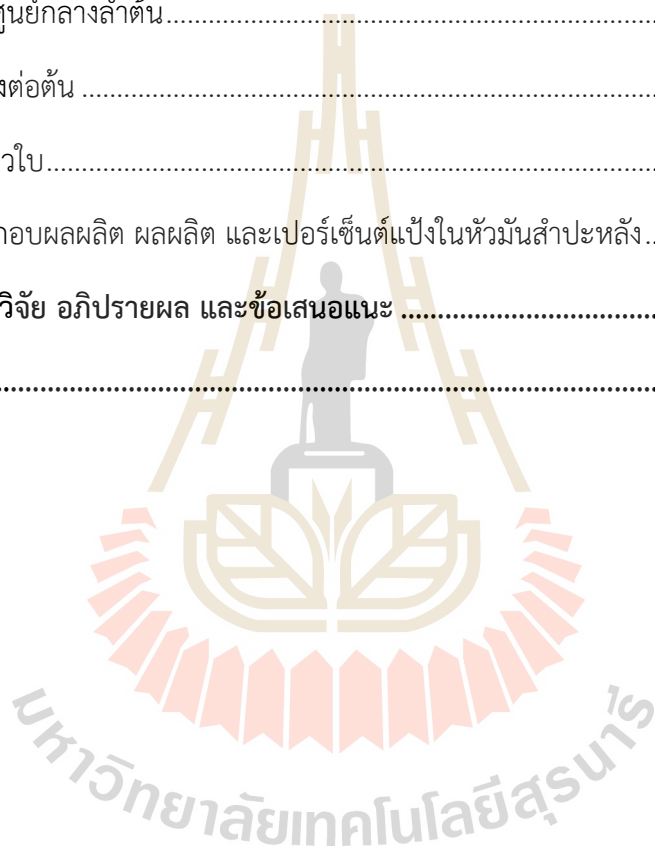 ศูนย์กลางลำต้น...............................................................
งต่อต้น ...........................................................................
วใบ...................................................................................
กอบผลผลิต ผลผลิต และเปอร์เซ็นต์แป้งในหัวมันสำปะหลัง...
วิจัย อภิปรายผล และข้อเสนอแนะ ......................................
.........................................................................................
มหาวิทยาลัยเทคโนโลยีสุรนารี